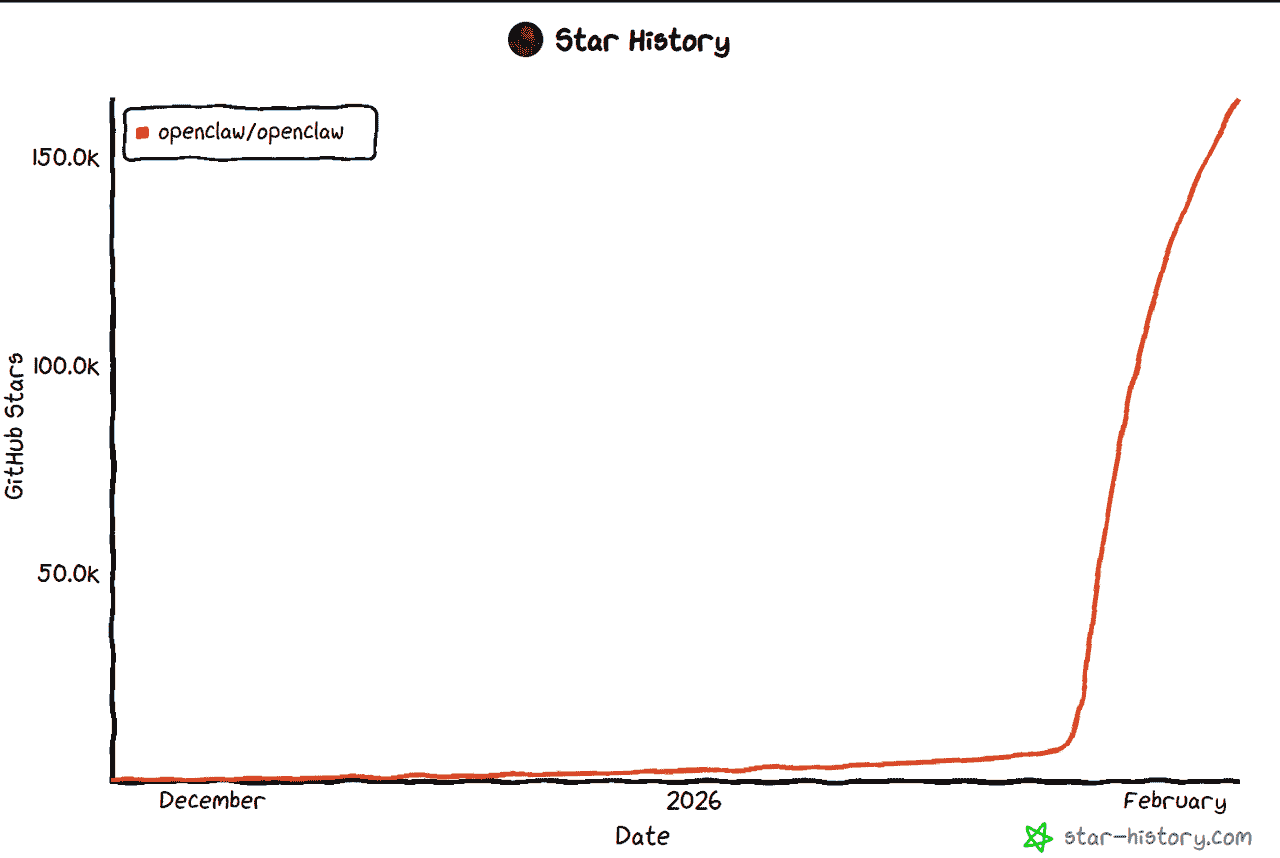 Star History
openclaw/openclaw
150.0k
100.0k
50.0k
GitHub Stars
December
2026
February
Date
star-history.com